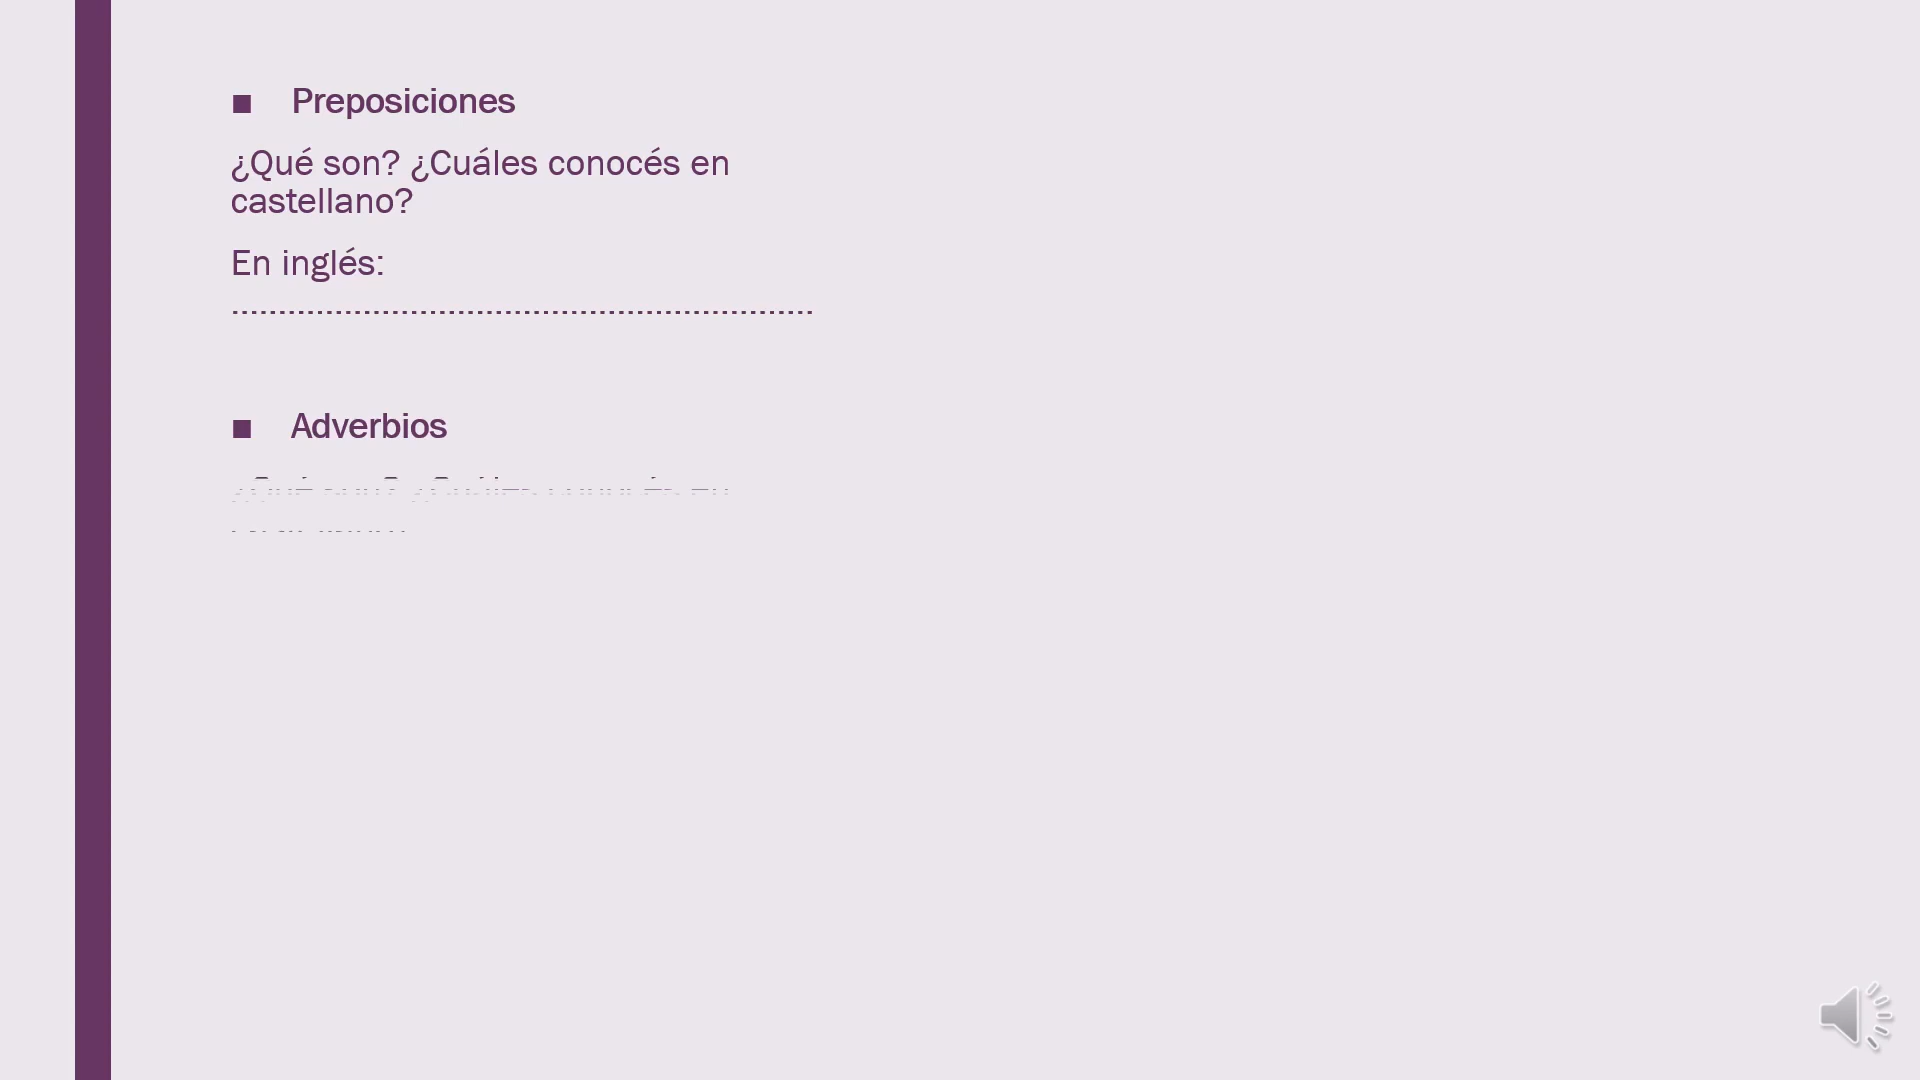 ■ Preposiciones
¿Qué son? ¿Cuáles conocés en
castellano?
En inglés:
--------------------------------------------------------------
■ Adverbios